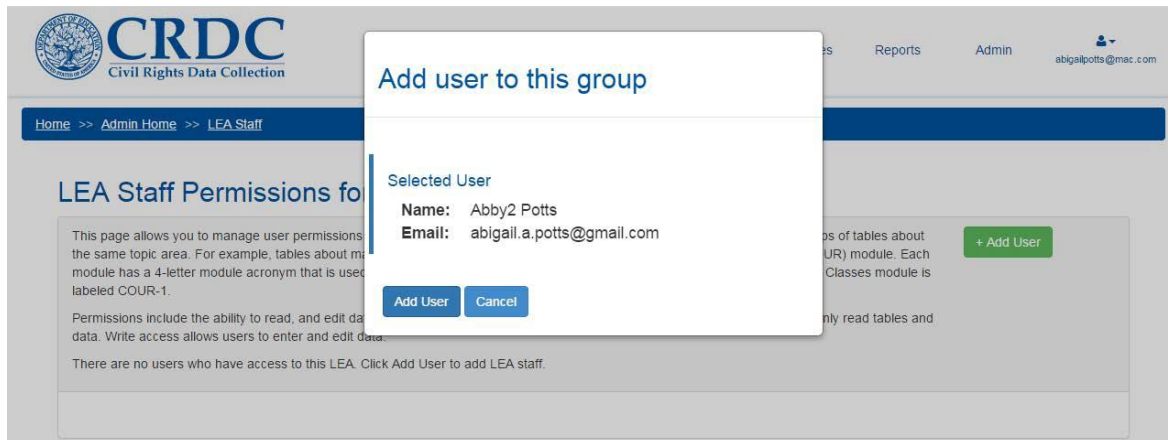 CRDC
Civil Rights Data Collection
es Reports Admin
abigailpotts@mac.com
Home >> Admin Home >> LEA Staff
Add user to this group
Selected User
Name: Abby2 Potts
Email: abigail.a.potts@gmail.com
Add User Cancel
LEA Staff Permissions fo
This page allows you to manage user permissions ps of tables about
the same topic area. For example, tables about ma UR) module. Each
module has a 4-letter module acronym that is used Classes module is
labeled COUR-1.
Permissions include the ability to read, and edit da nly read tables and
data. Write access allows users to enter and edit data.
There are no users who have access to this LEA. Click Add User to add LEA staff.
+ Add User